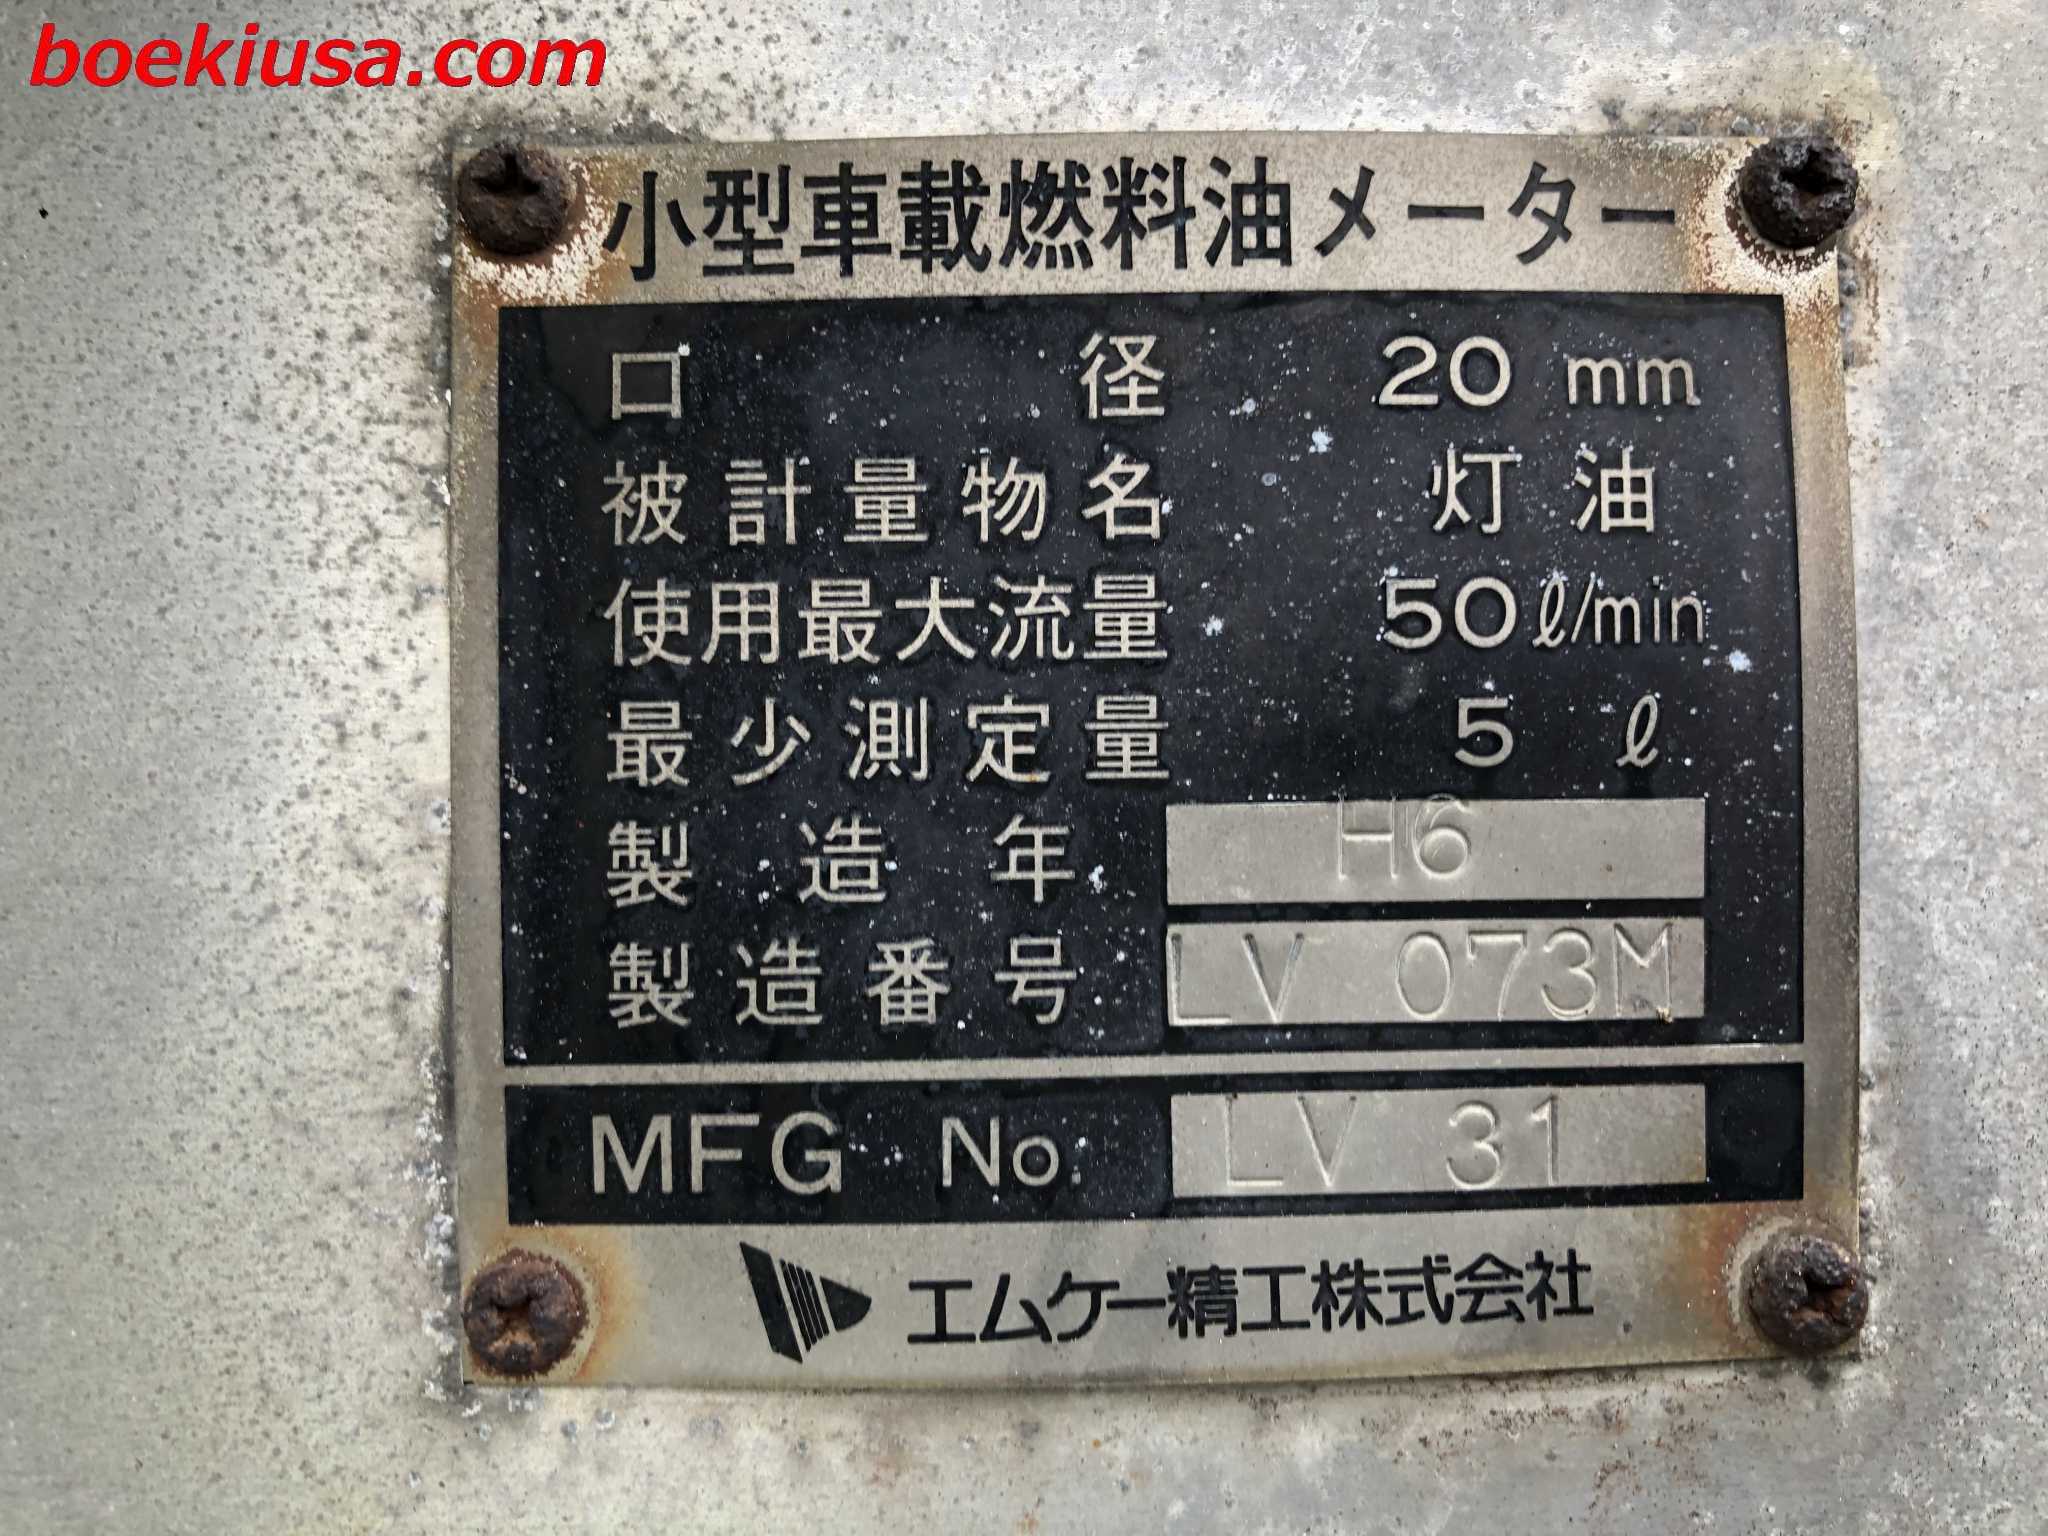 boekiusa.com
小型車載燃料油メーター
口径 20 mm
被計量物名 灯油
使用最大流量 50ℓ/min
最少測定量 5 ℓ
製造年 H6
製造番号 LV 073M
MFG No. LV 31
エムケー精工株式会社